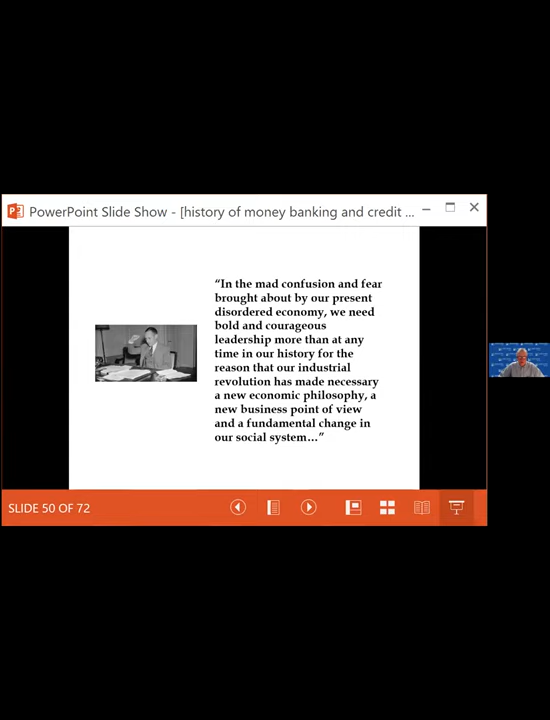 PowerPoint Slide Show - [history of money banking and credit ...
“In the mad confusion and fear
brought about by our present
disordered economy, we need
bold and courageous
leadership more than at any
time in our history for the
reason that our industrial
revolution has made necessary
a new economic philosophy, a
new business point of view
and a fundamental change in
our social system…”
SLIDE 50 OF 72